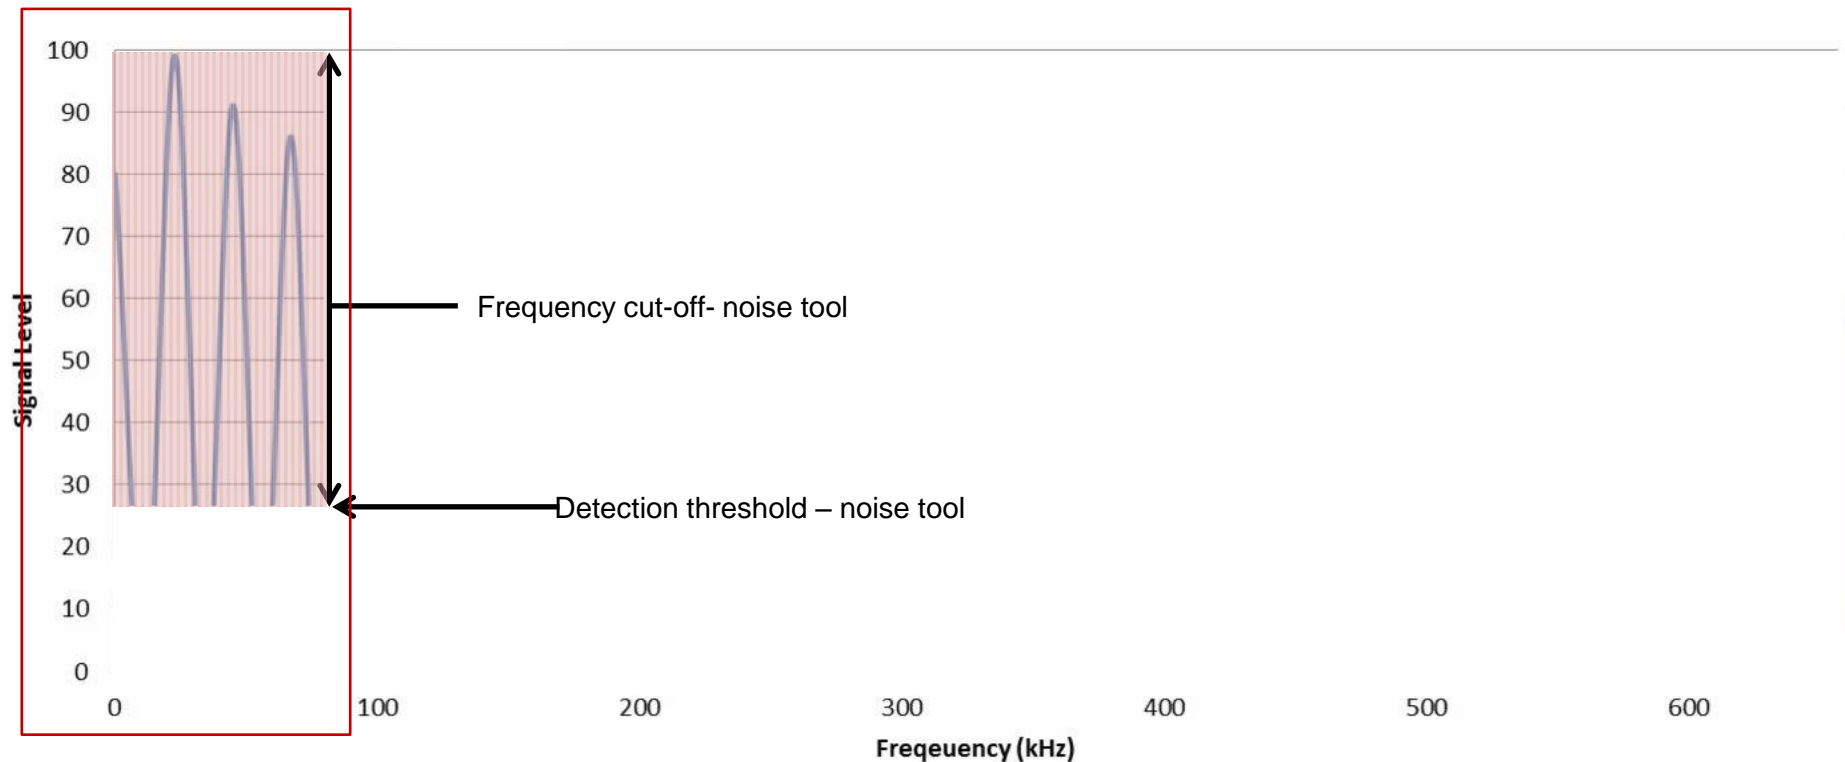 100
90
80
70
60
50
40
30
20
10
0
Signal Level
Frequency cut-off- noise tool
Detection threshold – noise tool
0 100 200 300 400 500 600
Freqeuency (kHz)